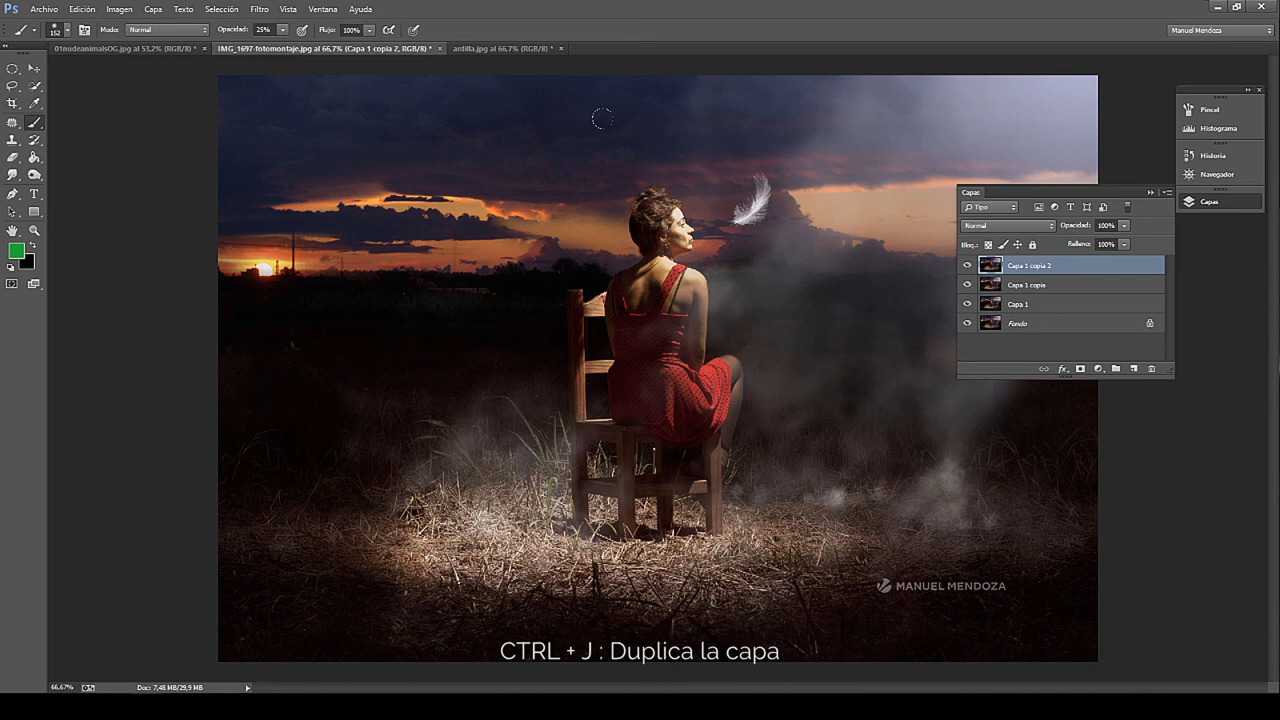 Ps Archivo Edición Imagen Capa Texto Selección Filtro Vista Ventana Ayuda
152 Modo: Normal Opacidad: 25% Flujo: 100% Manuel Mendoza
01nudeanimalsOG.jpg al 53,2% (RGB/8) * × IMG_1697-fotomontaje.jpg al 66,7% (Capa 1 copia 2, RGB/8) * × ardilla.jpg al 66,7% (RGB/8) * ×
Pincel
Histograma
Historia
Navegador
Capas
Capas
Tipo
Normal Opacidad: 100%
Bloq.: Relleno: 100%
Capa 1 copia 2
Capa 1 copia
Capa 1
Fondo
fx
MANUEL MENDOZA
CTRL + J : Duplica la capa
66,67% Doc: 7,48 MB/29,9 MB